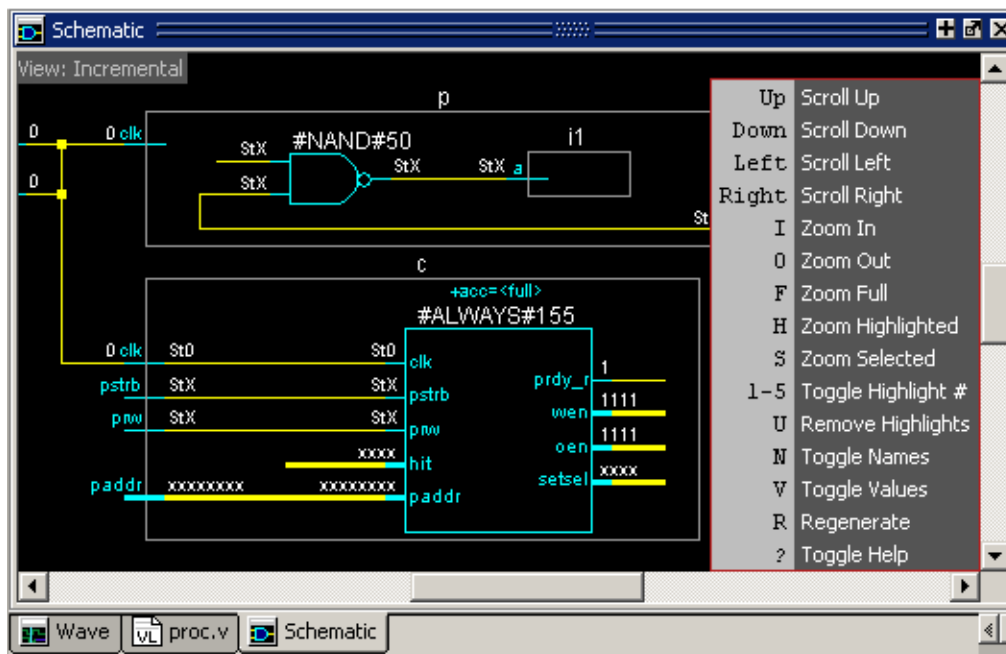 Schematic
View: Incremental
p
0
0 clk
StX
#NAND#50
StX
StX a
i1
0
StX
St
c
+acc=<full>
#ALWAYS#155
0 clk
St0
St0
clk
pstrb
StX
StX
pstrb
prw
StX
StX
prw
xxxx
hit
paddr
xxxxxxxx
xxxxxxxx
paddr
prdy_r
1
wen
1111
oen
1111
setsel
xxxx
Up Scroll Up
Down Scroll Down
Left Scroll Left
Right Scroll Right
I Zoom In
O Zoom Out
F Zoom Full
H Zoom Highlighted
S Zoom Selected
1-5 Toggle Highlight #
U Remove Highlights
N Toggle Names
V Toggle Values
R Regenerate
? Toggle Help
Wave
VL proc.v
Schematic